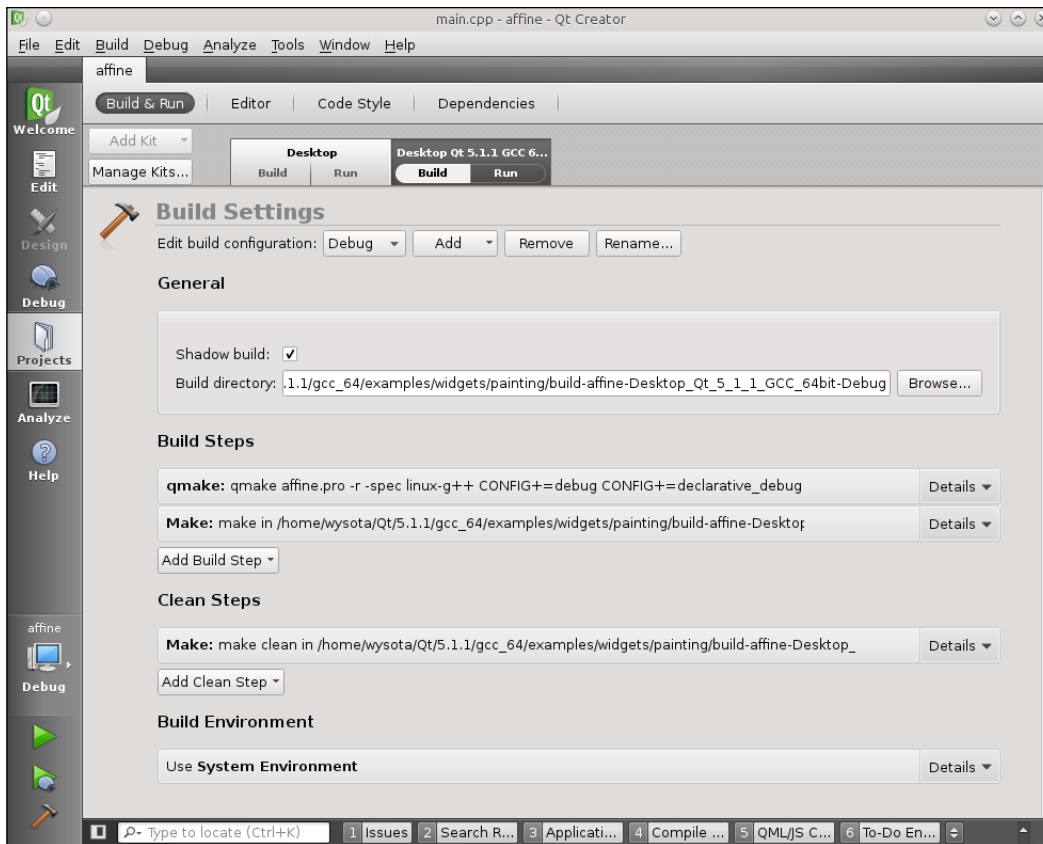 main.cpp - affine - Qt Creator
File Edit Build Debug Analyze Tools Window Help
affine
Build & Run Editor Code Style Dependencies
Welcome
Edit
Design
Debug
Projects
Analyze
Help
Add Kit
Manage Kits...
Desktop
Build Run
Desktop Qt 5.1.1 GCC 6...
Build Run
Build Settings
Edit build configuration: Debug Add Remove Rename...
General
Shadow build:
Build directory: .1.1/gcc_64/examples/widgets/painting/build-affine-Desktop_Qt_5_1_1_GCC_64bit-Debug Browse...
Build Steps
qmake: qmake affine.pro -r -spec linux-g++ CONFIG+=debug CONFIG+=declarative_debug Details
Make: make in /home/wysota/Qt/5.1.1/gcc_64/examples/widgets/painting/build-affine-Desktop Details
Add Build Step
Clean Steps
Make: make clean in /home/wysota/Qt/5.1.1/gcc_64/examples/widgets/painting/build-affine-Desktop_ Details
Add Clean Step
Build Environment
Use System Environment Details
affine
Debug
Type to locate (Ctrl+K) 1 Issues 2 Search R... 3 Applicati... 4 Compile ... 5 QML/JS C... 6 To-Do En...